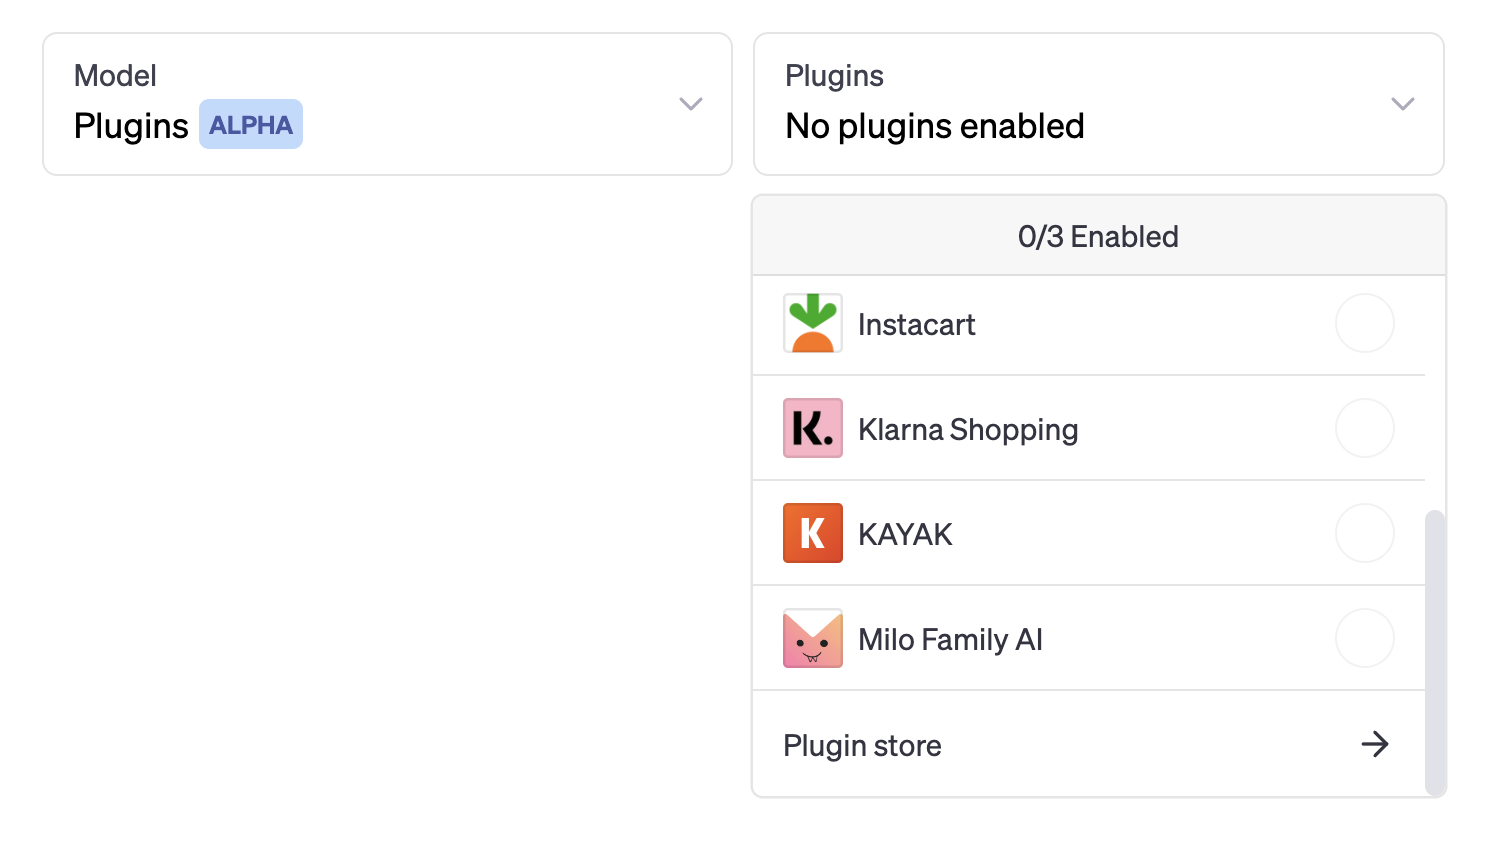 Model
Plugins ALPHA
Plugins
No plugins enabled
0/3 Enabled
Instacart
K. Klarna Shopping
K KAYAK
Milo Family AI
Plugin store